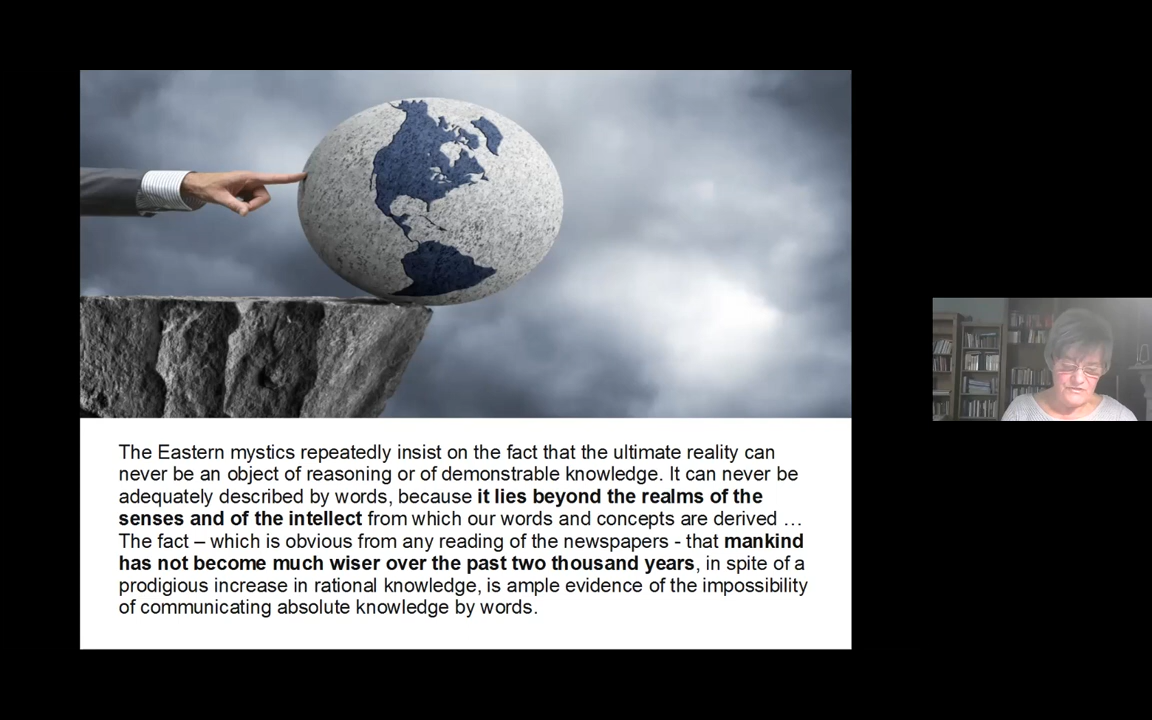 The Eastern mystics repeatedly insist on the fact that the ultimate reality can
never be an object of reasoning or of demonstrable knowledge. It can never be
adequately described by words, because it lies beyond the realms of the
senses and of the intellect from which our words and concepts are derived …
The fact – which is obvious from any reading of the newspapers - that mankind
has not become much wiser over the past two thousand years, in spite of a
prodigious increase in rational knowledge, is ample evidence of the impossibility
of communicating absolute knowledge by words.